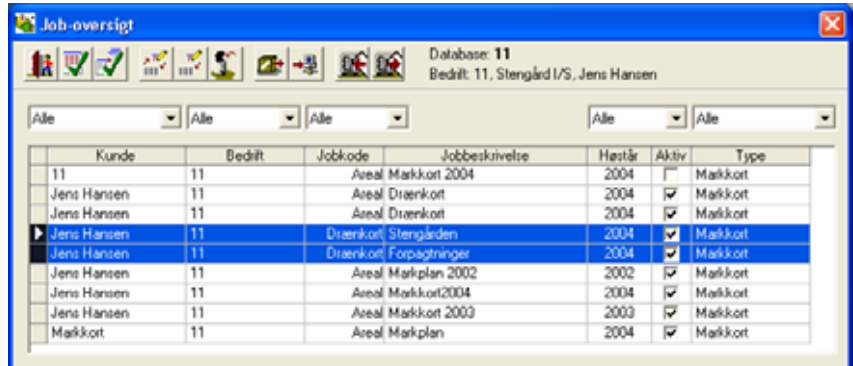 Job-oversigt
Database: 11
Bedrift: 11, Stengård I/S, Jens Hansen
Alle Alle Alle Alle Alle
Kunde Bedrift Jobkode Jobbeskrivelse Høstår Aktiv Type
11 11 Areal Markkort 2004 2004 Markkort
Jens Hansen 11 Areal Drænkort 2004 Markkort
Jens Hansen 11 Areal Drænkort 2004 Markkort
Jens Hansen 11 Drænkort Stengården 2004 Markkort
Jens Hansen 11 Drænkort Forpagtninger 2004 Markkort
Jens Hansen 11 Areal Markplan 2002 2002 Markkort
Jens Hansen 11 Areal Markkort2004 2004 Markkort
Jens Hansen 11 Areal Markkort 2003 2003 Markkort
Markkort 11 Areal Markplan 2004 Markkort